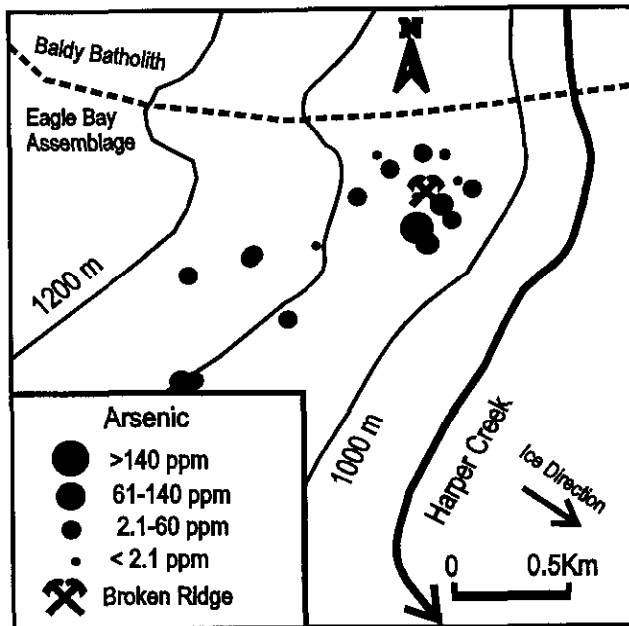 N
Baldy Batholith
Eagle Bay
Assemblage
1200 m
1000 m
Harper Creek
Ice Direction
0 0.5Km
Arsenic
>140 ppm
61-140 ppm
2.1-60 ppm
< 2.1 ppm
Broken Ridge